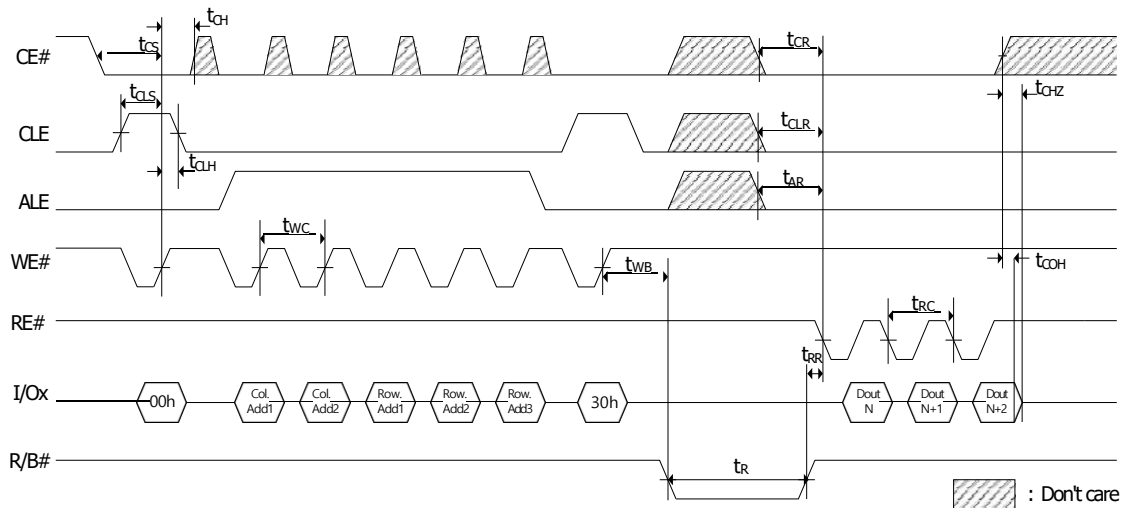 tCH
CE#
tCS
tCR
tCHZ
CLE
tCLS
tCLR
tCLH
ALE
tAR
WE#
tWC
tWB
tCOH
RE#
tRC
tRR
I/Ox
00h
Col. Add1
Col. Add2
Row. Add1
Row. Add2
Row. Add3
30h
Dout N
Dout N+1
Dout N+2
R/B#
tR
: Don't care